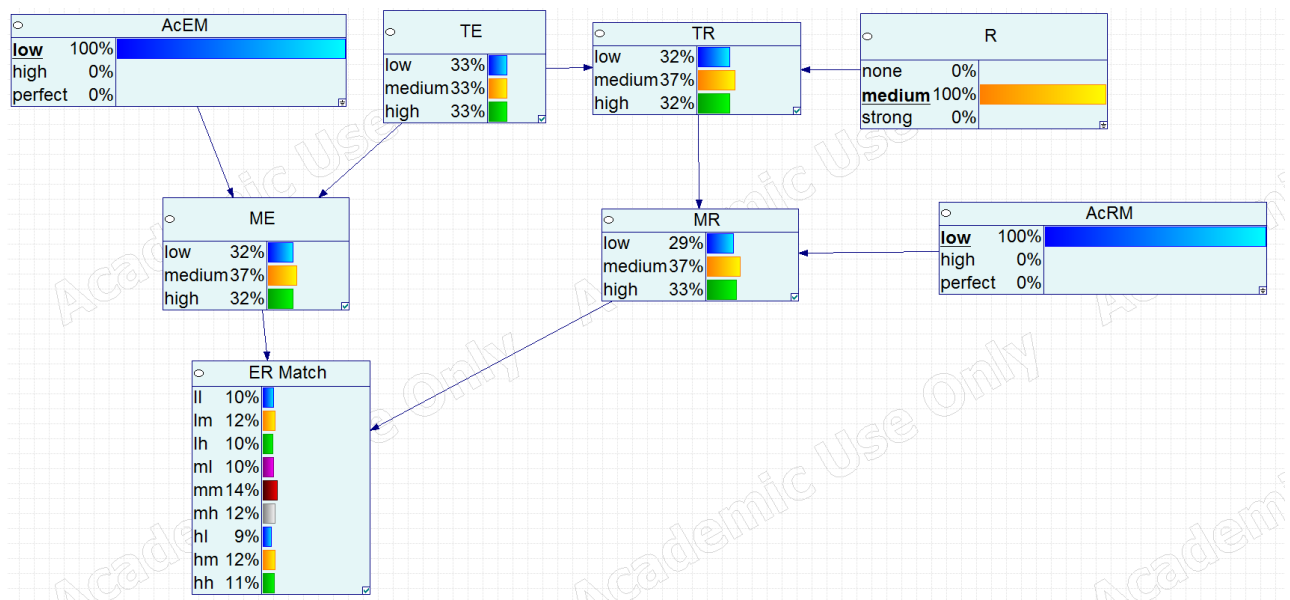 AcEM
low 100%
high 0%
perfect 0%
TE
low 33%
medium 33%
high 33%
TR
low 32%
medium 37%
high 32%
R
none 0%
medium 100%
strong 0%
ME
low 32%
medium 37%
high 32%
MR
low 29%
medium 37%
high 33%
AcRM
low 100%
high 0%
perfect 0%
ER Match
ll 10%
lm 12%
lh 10%
ml 10%
mm 14%
mh 12%
hl 9%
hm 12%
hh 11%
Academic Use Only
Academic Use Only
Academic Use Only